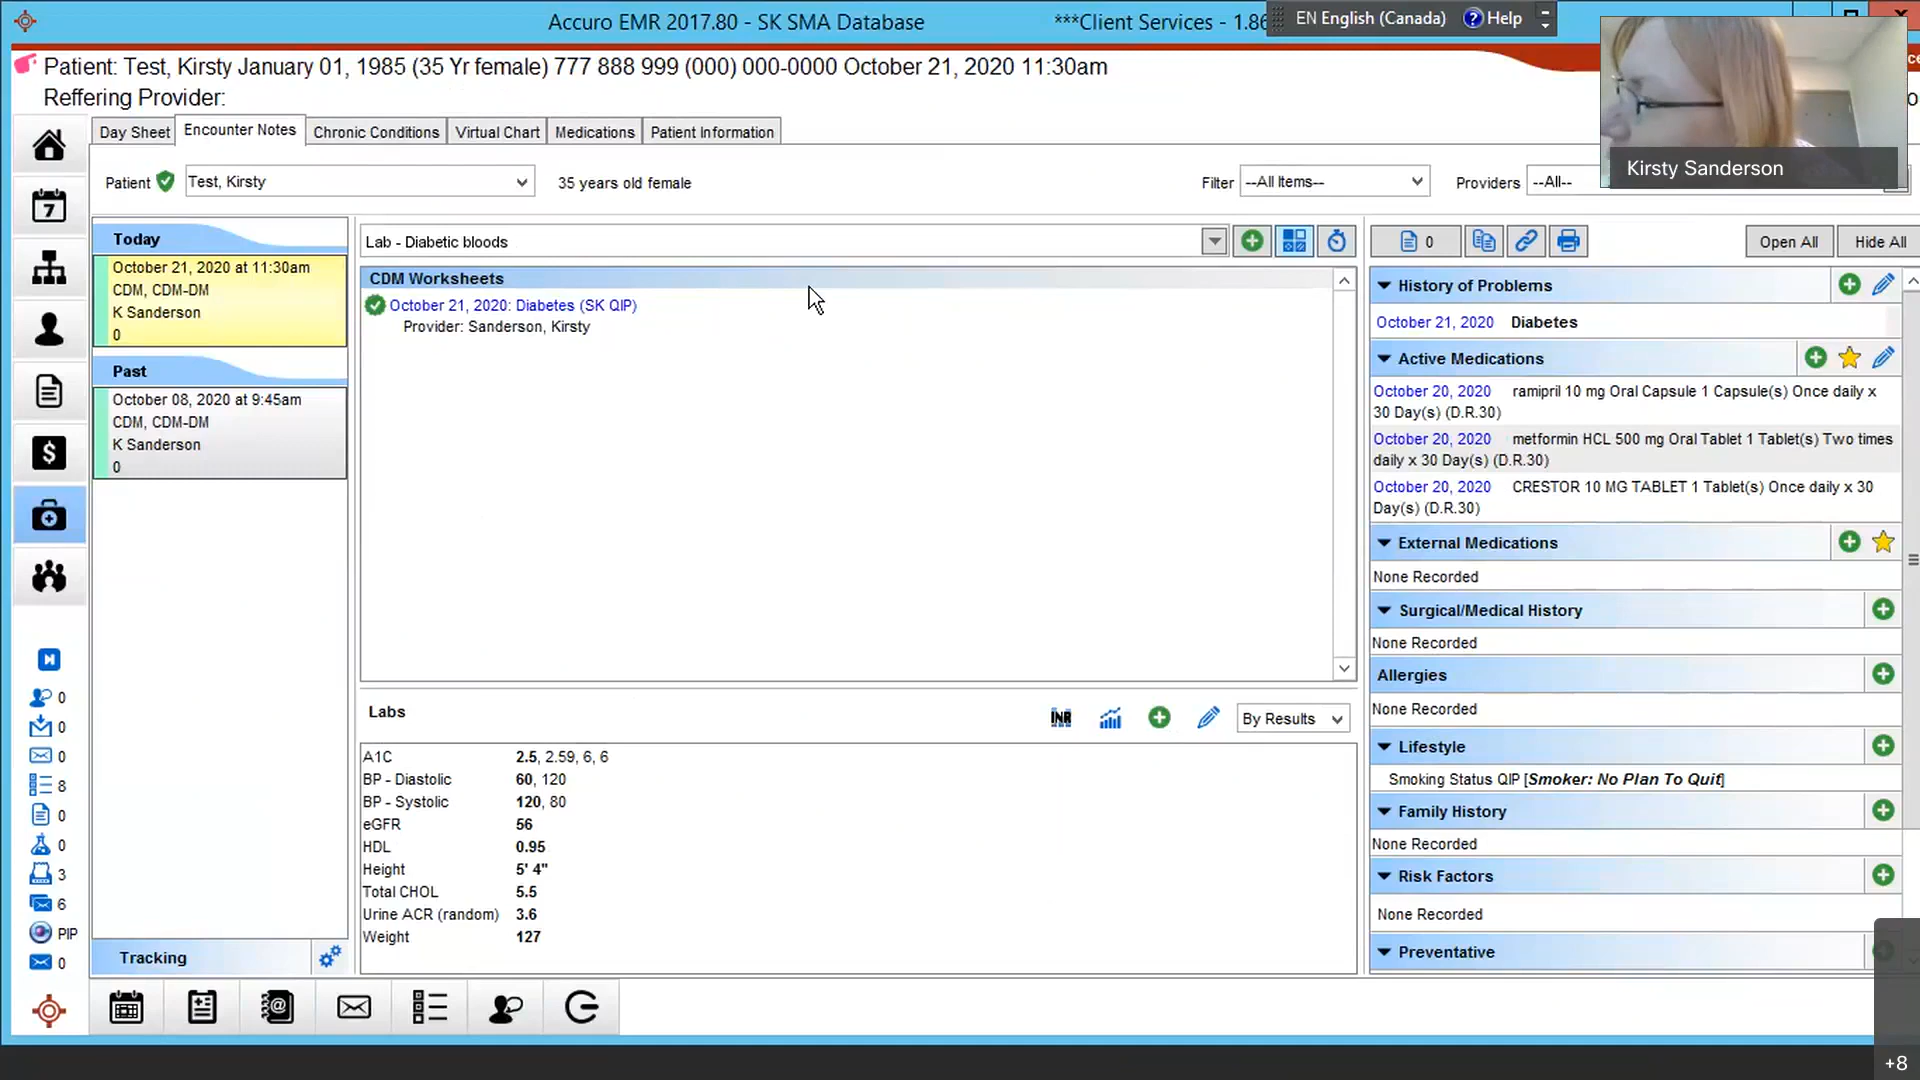 Accuro EMR 2017.80 - SK SMA Database
***Client Services - 1.86
EN English (Canada)
Help
Patient: Test, Kirsty January 01, 1985 (35 Yr female) 777 888 999 (000) 000-0000 October 21, 2020 11:30am
Reffering Provider:
Kirsty Sanderson
Day Sheet
Encounter Notes
Chronic Conditions
Virtual Chart
Medications
Patient Information
Patient
Test, Kirsty
35 years old female
Filter
--All Items--
Providers
--All--
Today
October 21, 2020 at 11:30am
CDM, CDM-DM
K Sanderson
0
Past
October 08, 2020 at 9:45am
CDM, CDM-DM
K Sanderson
0
Tracking
7
0
0
0
8
0
0
3
6
PIP
0
Lab - Diabetic bloods
CDM Worksheets
October 21, 2020: Diabetes (SK QIP)
Provider: Sanderson, Kirsty
Labs
INR
By Results
A1C 2.5, 2.59, 6, 6
BP - Diastolic 60, 120
BP - Systolic 120, 80
eGFR 56
HDL 0.95
Height 5' 4"
Total CHOL 5.5
Urine ACR (random) 3.6
Weight 127
0
Open All
Hide All
History of Problems
October 21, 2020 Diabetes
Active Medications
October 20, 2020 ramipril 10 mg Oral Capsule 1 Capsule(s) Once daily x
30 Day(s) (D.R.30)
October 20, 2020 metformin HCL 500 mg Oral Tablet 1 Tablet(s) Two times
daily x 30 Day(s) (D.R.30)
October 20, 2020 CRESTOR 10 MG TABLET 1 Tablet(s) Once daily x 30
Day(s) (D.R.30)
External Medications
None Recorded
Surgical/Medical History
None Recorded
Allergies
None Recorded
Lifestyle
Smoking Status QIP [Smoker: No Plan To Quit]
Family History
None Recorded
Risk Factors
None Recorded
Preventative
+8